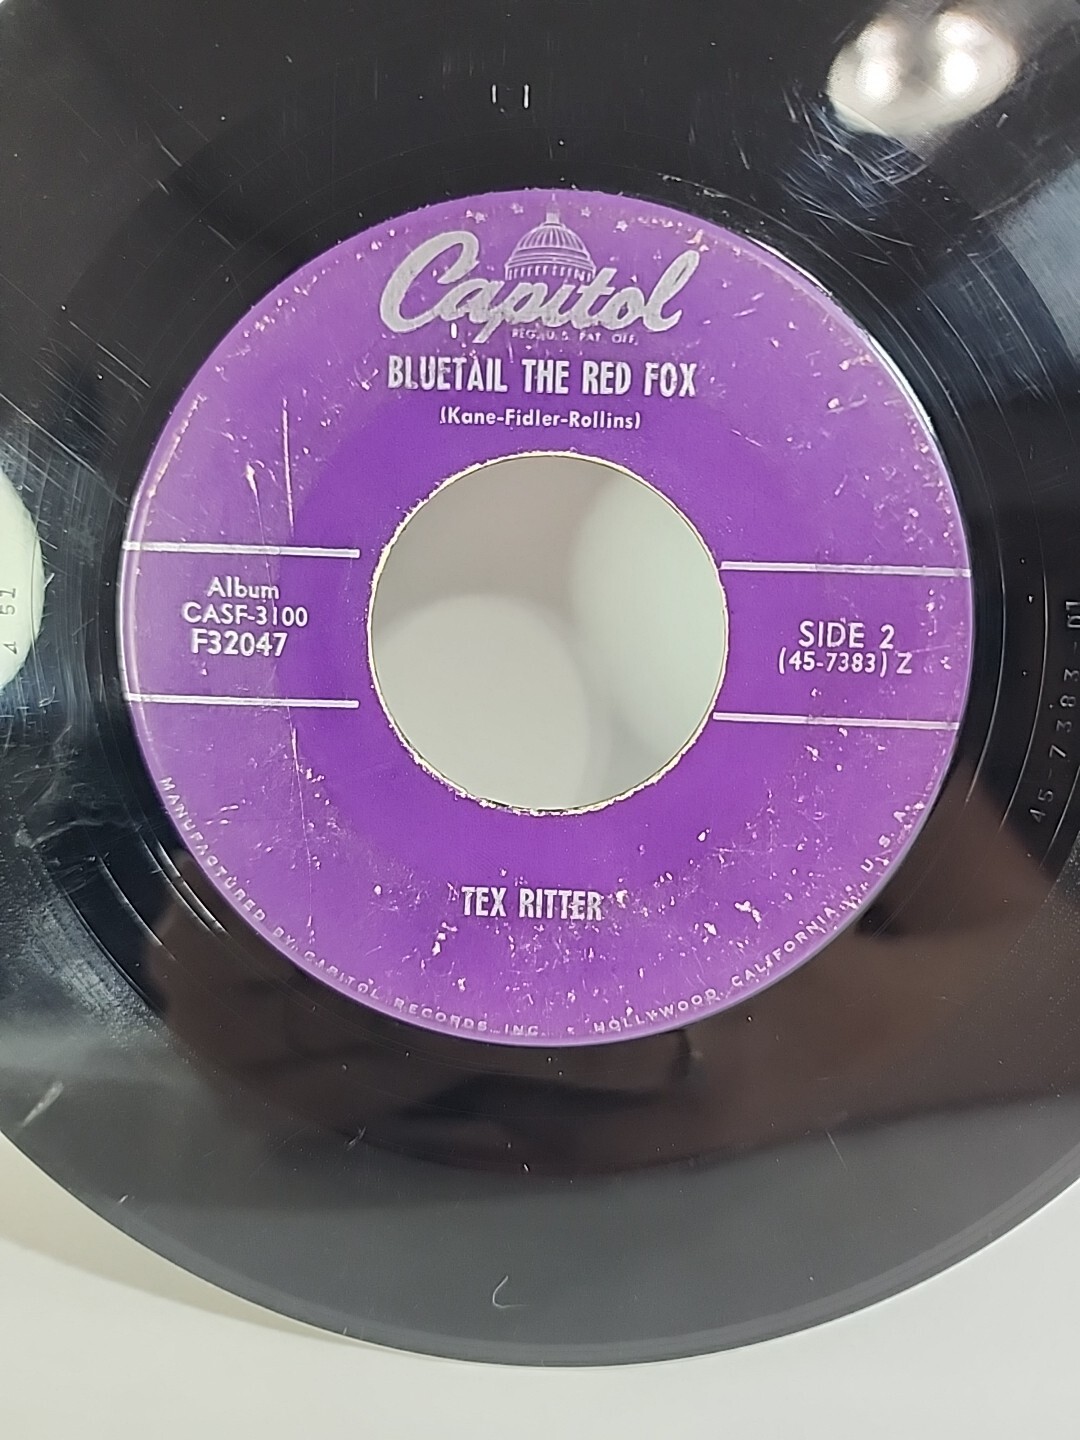 Capitol
REG. U.S. PAT. OFF.
BLUETAIL THE RED FOX
(Kane-Fidler-Rollins)
Album
CASF-3100
F32047
SIDE 2
(45-7383) Z
TEX RITTER
MANUFACTURED BY CAPITOL RECORDS, INC. HOLLYWOOD, CALIFORNIA, U.S.A.
45-7383-D1